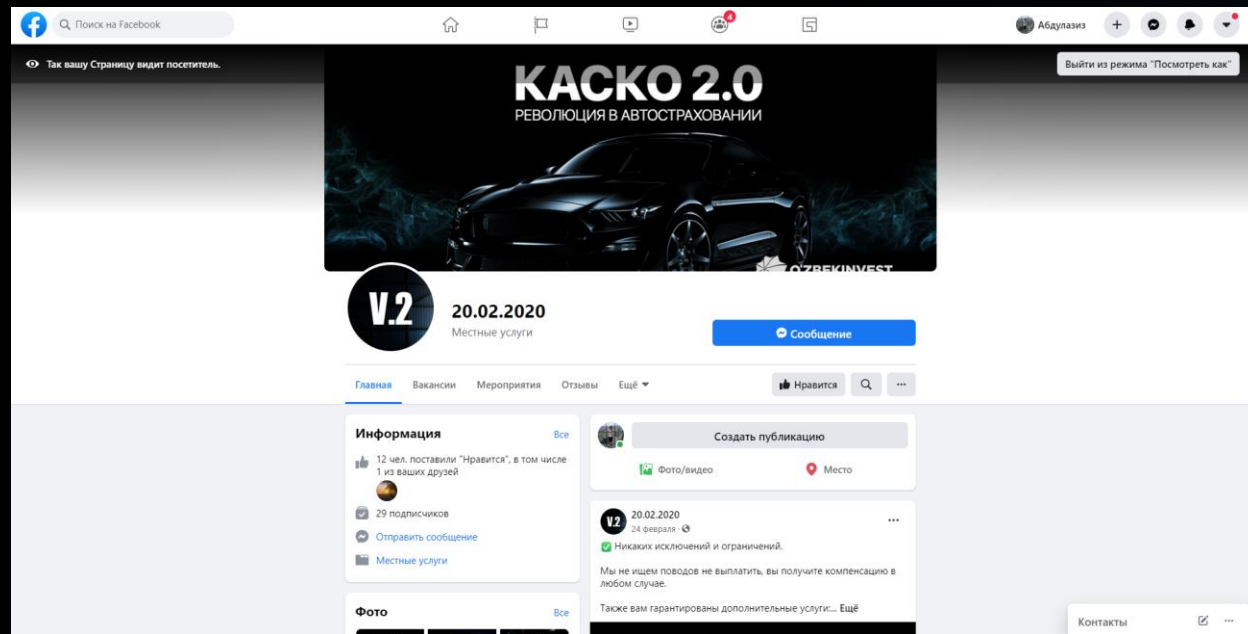 Поиск на Facebook
4
Абдулазиз
Так вашу Страницу видит посетитель.
Выйти из режима "Посмотреть как"
КАСКО 2.0
РЕВОЛЮЦИЯ В АВТОСТРАХОВАНИИ
O'ZBEKINVEST
V.2
20.02.2020
Местные услуги
Сообщение
Главная
Вакансии
Мероприятия
Отзывы
Ещё
Нравится
Информация
Все
12 чел. поставили "Нравится", в том числе
1 из ваших друзей
29 подписчиков
Отправить сообщение
Местные услуги
Фото
Все
Создать публикацию
Фото/видео
Место
V.2
20.02.2020
24 февраля ·
Никаких исключений и ограничений.
Мы не ищем поводов не выплатить, вы получите компенсацию в
любом случае.
Также вам гарантированы дополнительные услуги:... Ещё
Контакты